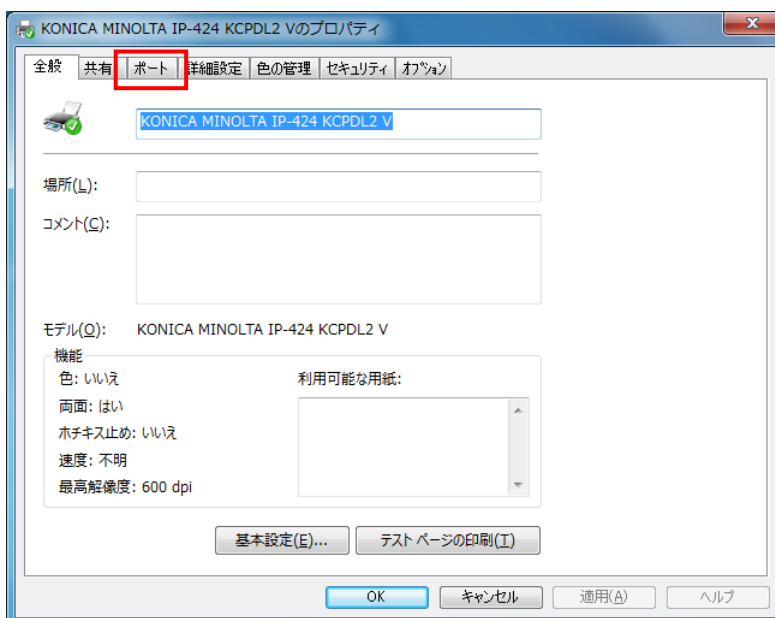 KONICA MINOLTA IP-424 KCPDL2 Vのプロパティ
全般 共有 ポート 詳細設定 色の管理 セキュリティ オプション
KONICA MINOLTA IP-424 KCPDL2 V
場所(L):
コメント(C):
モデル(O): KONICA MINOLTA IP-424 KCPDL2 V
機能
色: いいえ 利用可能な用紙:
両面: はい
ホチキス止め: いいえ
速度: 不明
最高解像度: 600 dpi
基本設定(E)... テスト ページの印刷(T)
OK キャンセル 適用(A) ヘルプ